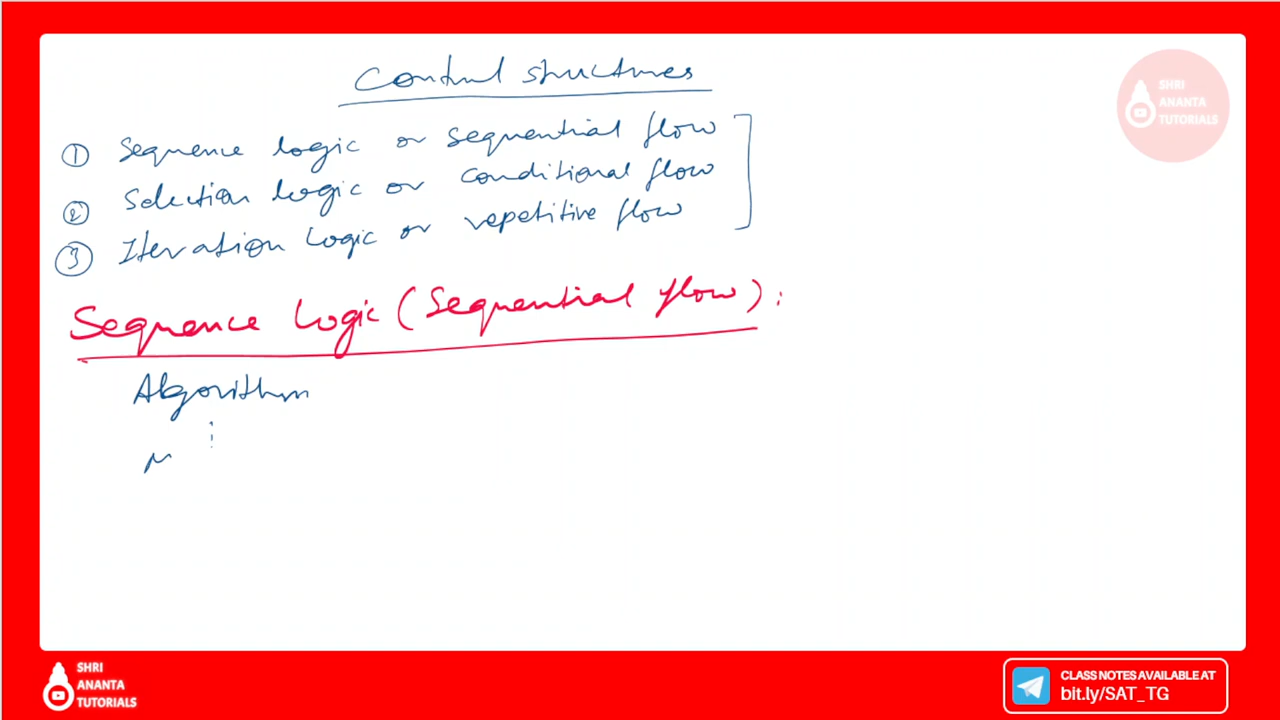 Control structures
① Sequence logic or sequential flow
② Selection logic or conditional flow
③ Iteration Logic or repetitive flow
Sequence Logic (Sequential flow):
Algorithm
SHRI
ANANTA
TUTORIALS
SHRI
ANANTA
TUTORIALS
CLASS NOTES AVAILABLE AT
bit.ly/SAT_TG